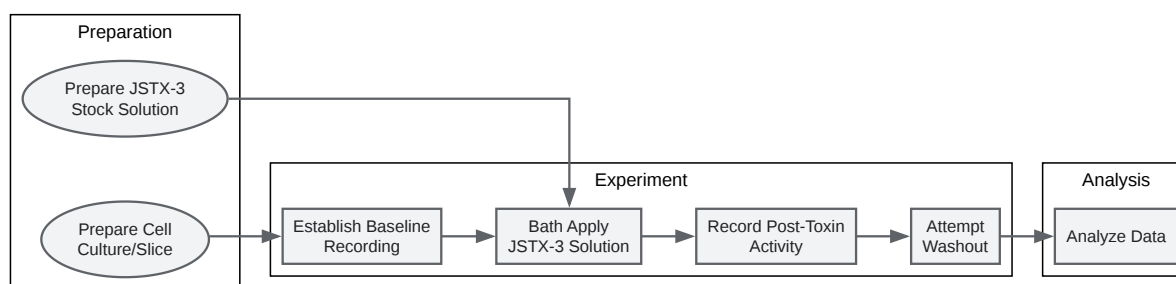 Preparation
Prepare JSTX-3
Stock Solution
Prepare Cell
Culture/Slice
Experiment
Establish Baseline
Recording
Bath Apply
JSTX-3 Solution
Record Post-Toxin
Activity
Attempt
Washout
Analysis
Analyze Data